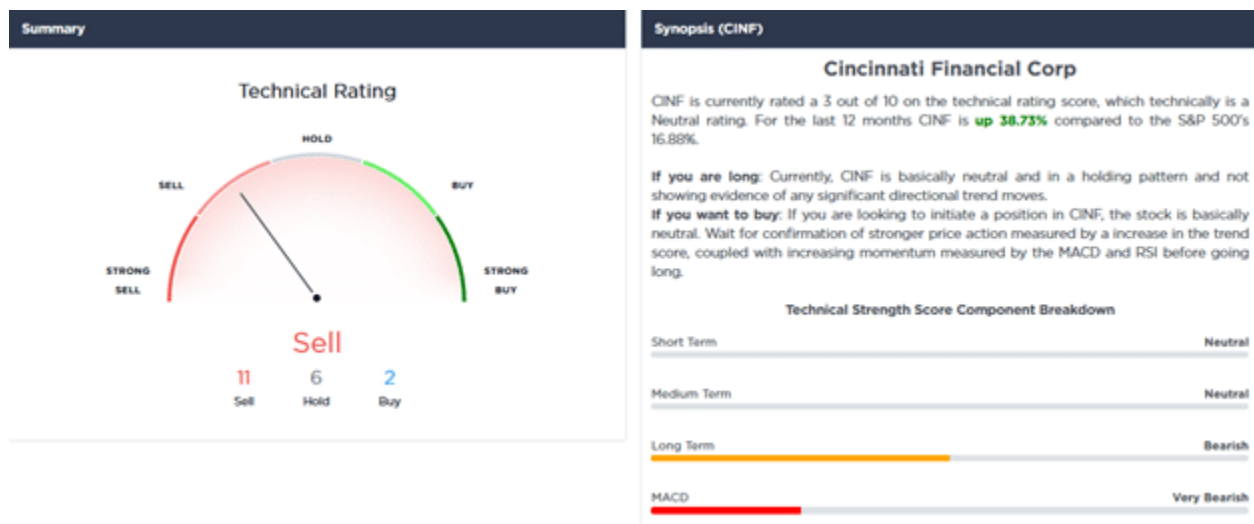 Summary
Technical Rating
HOLD
SELL
BUY
STRONG
SELL
STRONG
BUY
Sell
11 6 2
Sell Hold Buy
Synopsis (CINF)
Cincinnati Financial Corp
CINF is currently rated a 3 out of 10 on the technical rating score, which technically is a
Neutral rating. For the last 12 months CINF is up 38.73% compared to the S&P 500's
16.88%.
If you are long: Currently, CINF is basically neutral and in a holding pattern and not
showing evidence of any significant directional trend moves.
If you want to buy: If you are looking to initiate a position in CINF, the stock is basically
neutral. Wait for confirmation of stronger price action measured by a increase in the trend
score, coupled with increasing momentum measured by the MACD and RSI before going
long.
Technical Strength Score Component Breakdown
Short Term Neutral
Medium Term Neutral
Long Term Bearish
MACD Very Bearish